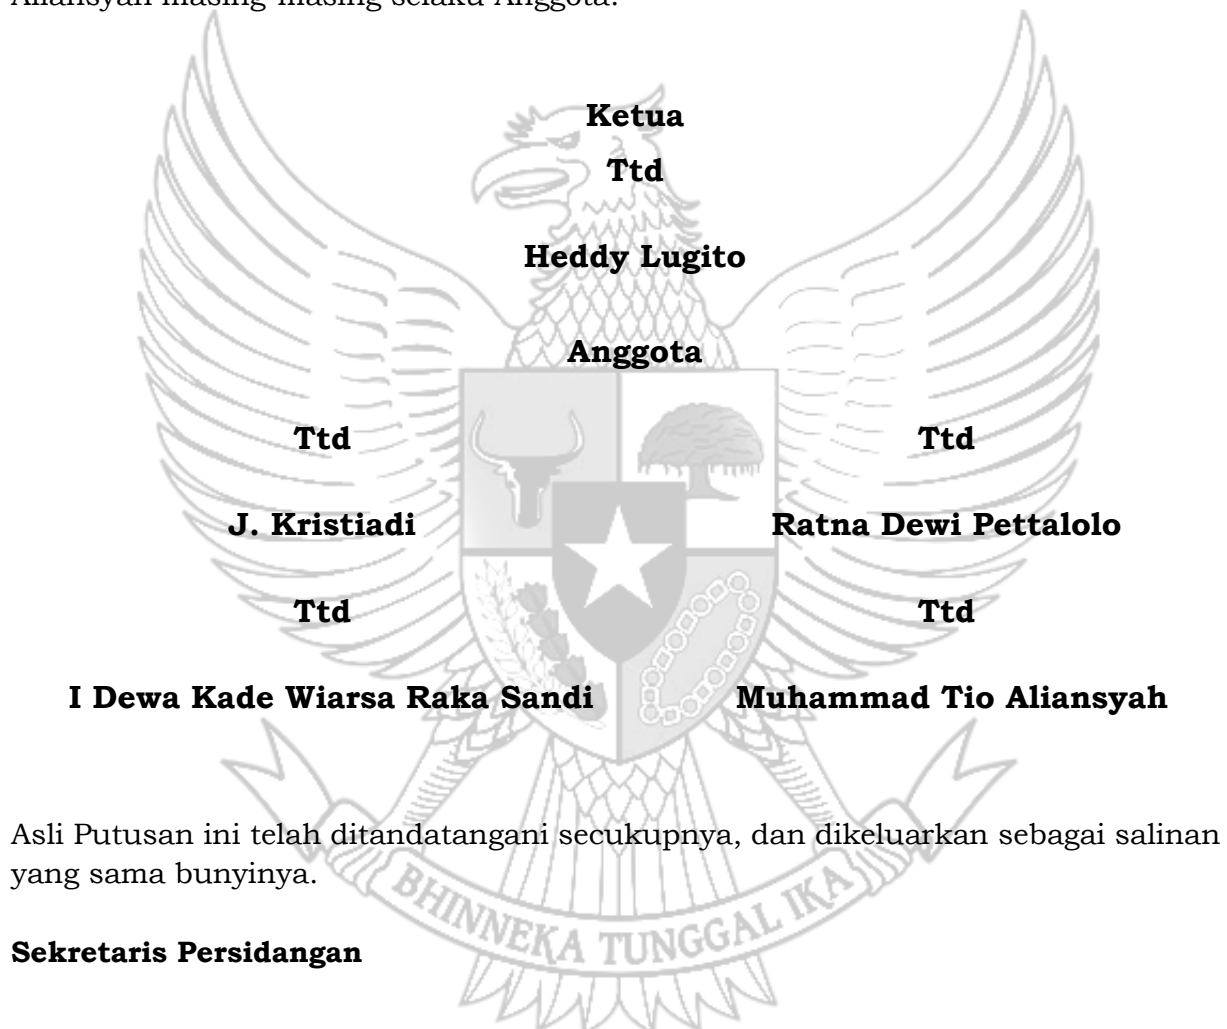 Aliansyah masing-masing selaku Anggota.
Ketua
Ttd
Heddy Lugito
Anggota
Ttd Ttd
J. Kristiadi Ratna Dewi Pettalolo
Ttd Ttd
I Dewa Kade Wiarsa Raka Sandi Muhammad Tio Aliansyah
Asli Putusan ini telah ditandatangani secukupnya, dan dikeluarkan sebagai salinan
yang sama bunyinya.
BHINNEKA TUNGGAL IKA
Sekretaris Persidangan